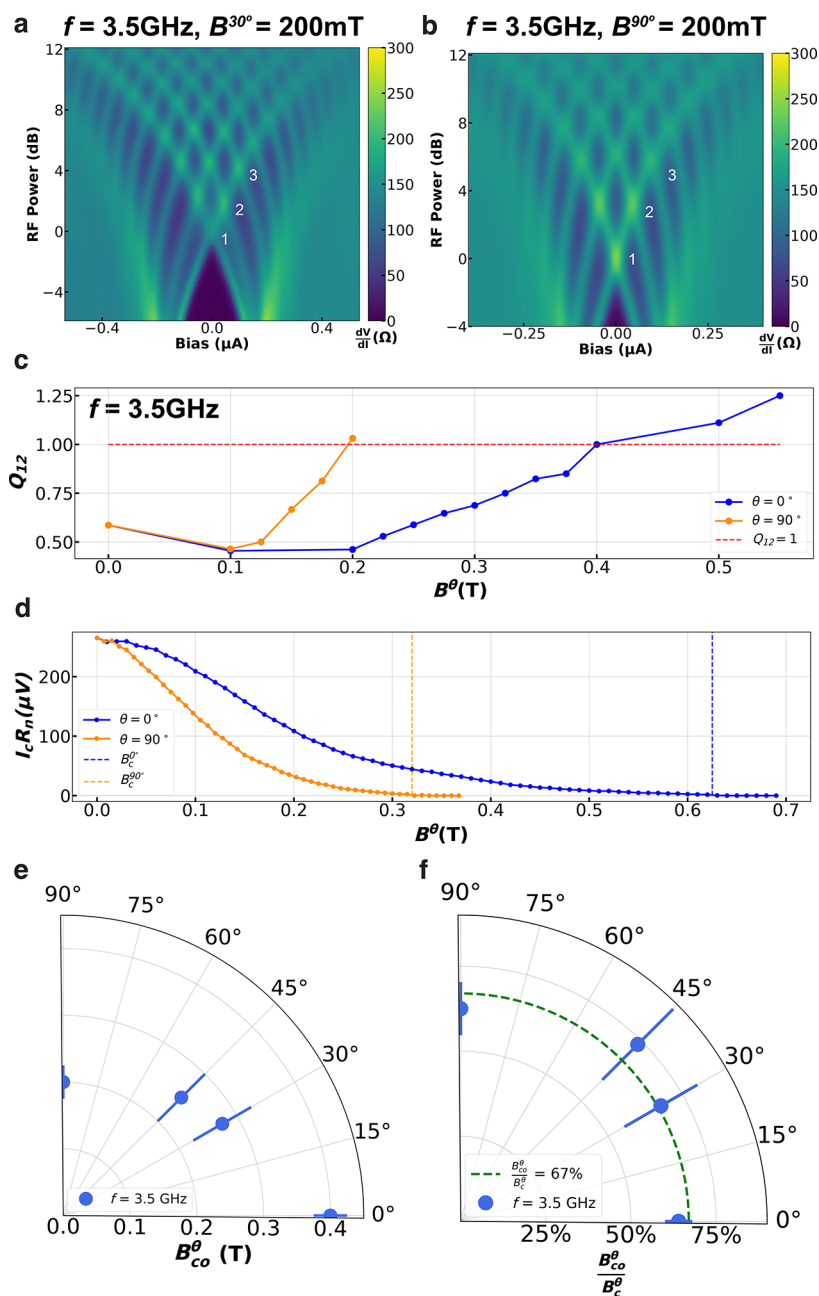 a
f = 3.5GHz, B30° = 200mT
12
8
4
0
−4
RF Power (dB)
1
2
3
−0.4
0.0
0.4
Bias (µA)
300
250
200
150
100
50
0
dV/dI (Ω)
b
f = 3.5GHz, B90° = 200mT
12
8
4
0
−4
RF Power (dB)
1
2
3
−0.25
0.00
0.25
Bias (µA)
300
250
200
150
100
50
0
dV/dI (Ω)
c
f = 3.5GHz
1.25
1.00
0.75
0.50
Q12
θ = 0°
θ = 90°
Q12 = 1
0.0 0.1 0.2 0.3 0.4 0.5
Bθ(T)
d
200
100
0
IcRn(µV)
θ = 0°
θ = 90°
Bc0°
Bc90°
0.0 0.1 0.2 0.3 0.4 0.5 0.6 0.7
Bθ(T)
e
90°
75°
60°
45°
30°
15°
0°
f = 3.5 GHz
0.0 0.1 0.2 0.3 0.4
Bθco (T)
f
90°
75°
60°
45°
30°
15°
0°
Bθco/Bθc = 67%
f = 3.5 GHz
25% 50% 75%
Bθco
Bθc